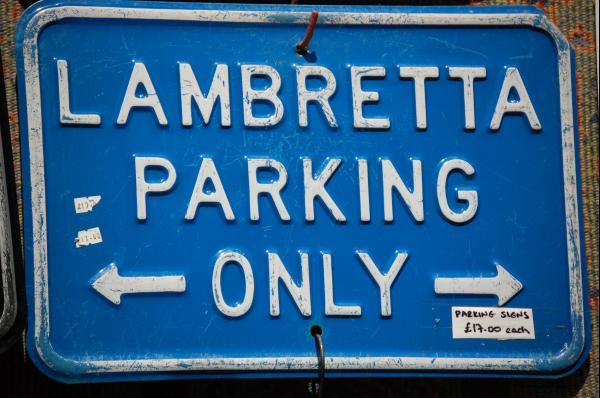 LAMBRETTA
PARKING
ONLY
PARKING SIGNS
£17.00 each